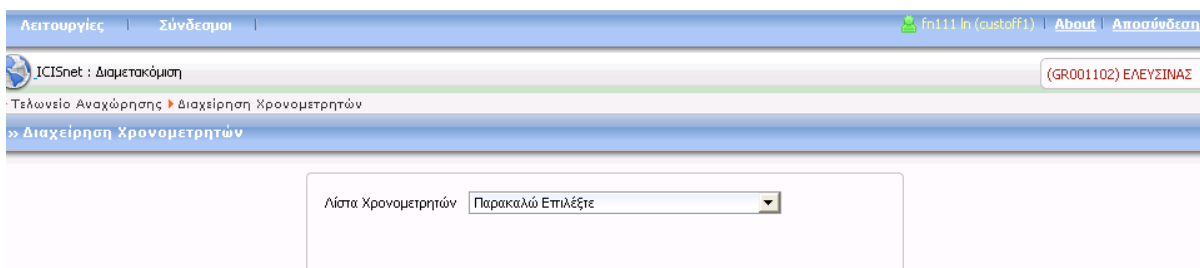 Λειτουργίες | Σύνδεσμοι | fn111 ln (custoff1) | About | Αποσύνδεση
ICISnet : Διαμετακόμιση (GR001102) ΕΛΕΥΣΙΝΑΣ
Τελωνείο Αναχώρησης Διαχείρηση Χρονομετρητών
» Διαχείρηση Χρονομετρητών
Λίστα Χρονομετρητών Παρακαλώ Επιλέξτε